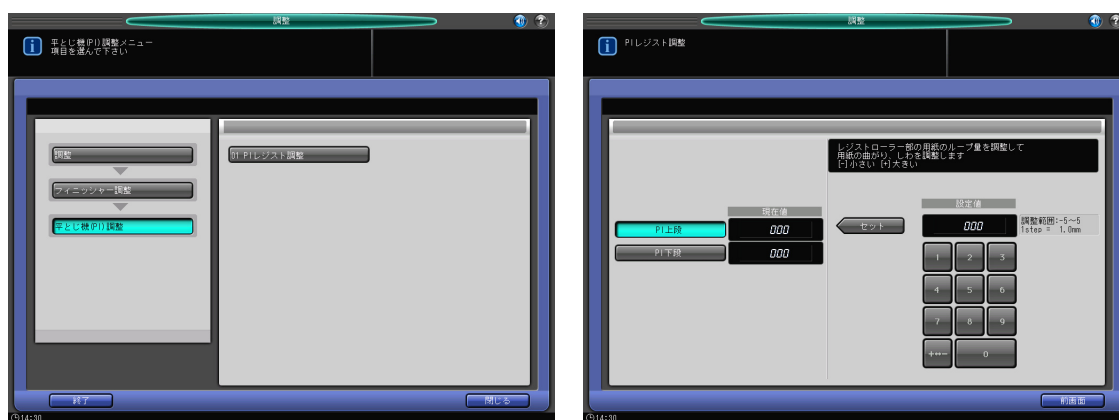 調整
平とじ機(PI)調整メニュー
項目を選んで下さい
調整
フィニッシャー調整
平とじ機(PI)調整
01 PIレジスト調整
終了
閉じる
14:30
調整
PIレジスト調整
レジストローラー部の用紙のループ量を調整して
用紙の曲がり、しわを調整します
[-]小さい [+]大きい
現在値
PI上段
000
PI下段
000
セット
設定値
000
調整範囲:-5～5
1step = 1.0mm
1
2
3
4
5
6
7
8
9
+↔-
0
前画面
14:30